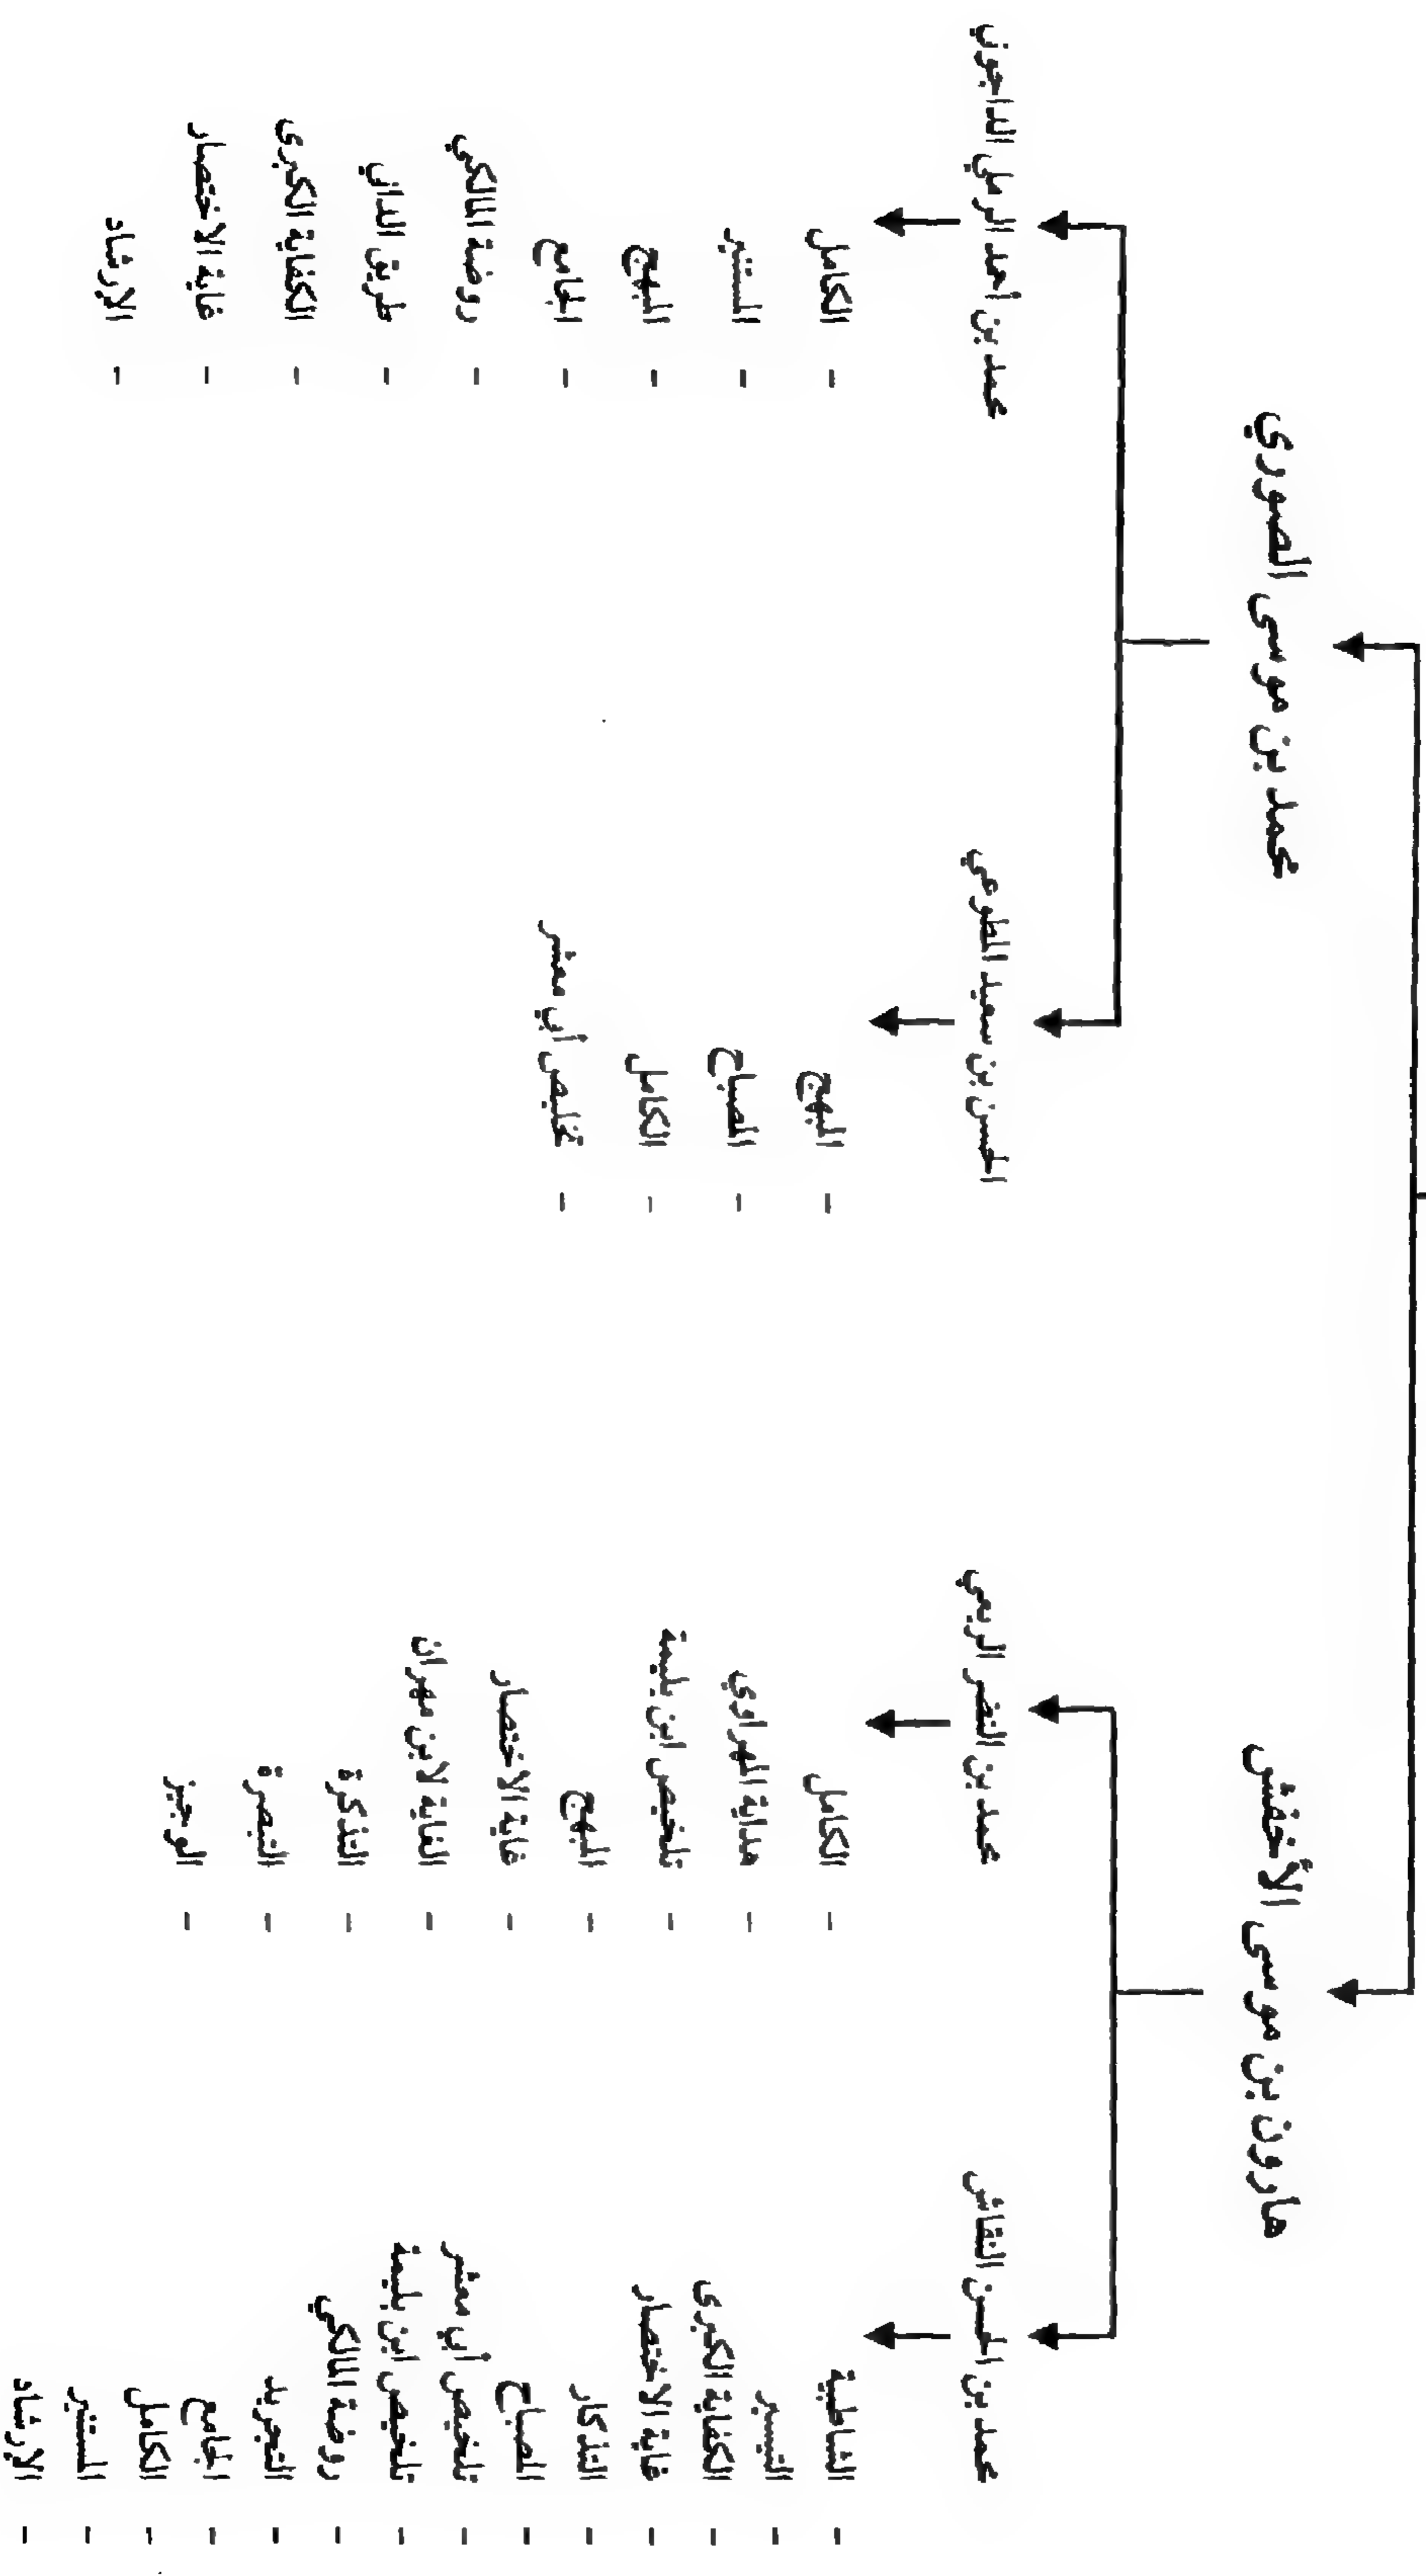 هارون بن موسى الأخفش
محمد بن موسى الصوري
محمد بن الحسن النقاش
- الشاطبية
- التيسير
- الكفاية الكبرى
- غاية الاختصار
- التذكار
- المصباح
- تلخيص أبي معشر
- تلخيص ابن بليمة
- روضة المالكي
- التجريد
- الجامع
- الكامل
- المستنير
- الإرشاد
محمد بن النضر الربعي
- الكامل
- هداية المهراوي
- تلخيص ابن بليمة
- المبهج
- غاية الاختصار
- الغاية لابن مهران
- التذكرة
- التبصرة
- الوجيز
الحسن بن سعيد المطوعي
- المبهج
- المصباح
- الكامل
- تخليص أبي معشر
محمد بن أحمد الرملي الداجوني
- الكامل
- المستنير
- المبهج
- الجامع
- روضة المالكي
- طريق الداني
- الكفاية الكبرى
- غاية الاختصار
- الإرشاد